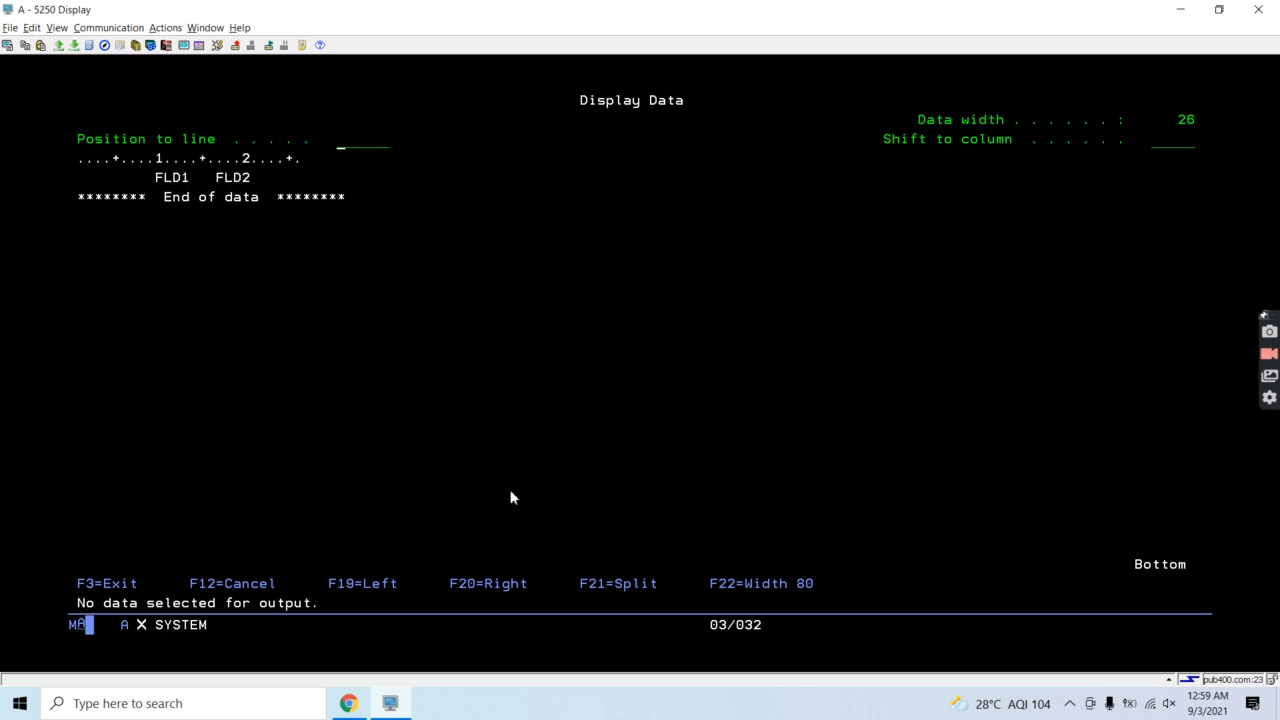 A - 5250 Display
File Edit View Communication Actions Window Help
Display Data
Data width . . . . . . : 26
Position to line . . . . . Shift to column . . . . . .
....+....1....+....2....+.
FLD1 FLD2
******** End of data ********
Bottom
F3=Exit F12=Cancel F19=Left F20=Right F21=Split F22=Width 80
No data selected for output.
MA A X SYSTEM 03/032
pub400.com:23
Type here to search 28°C AQI 104 12:59 AM
9/3/2021